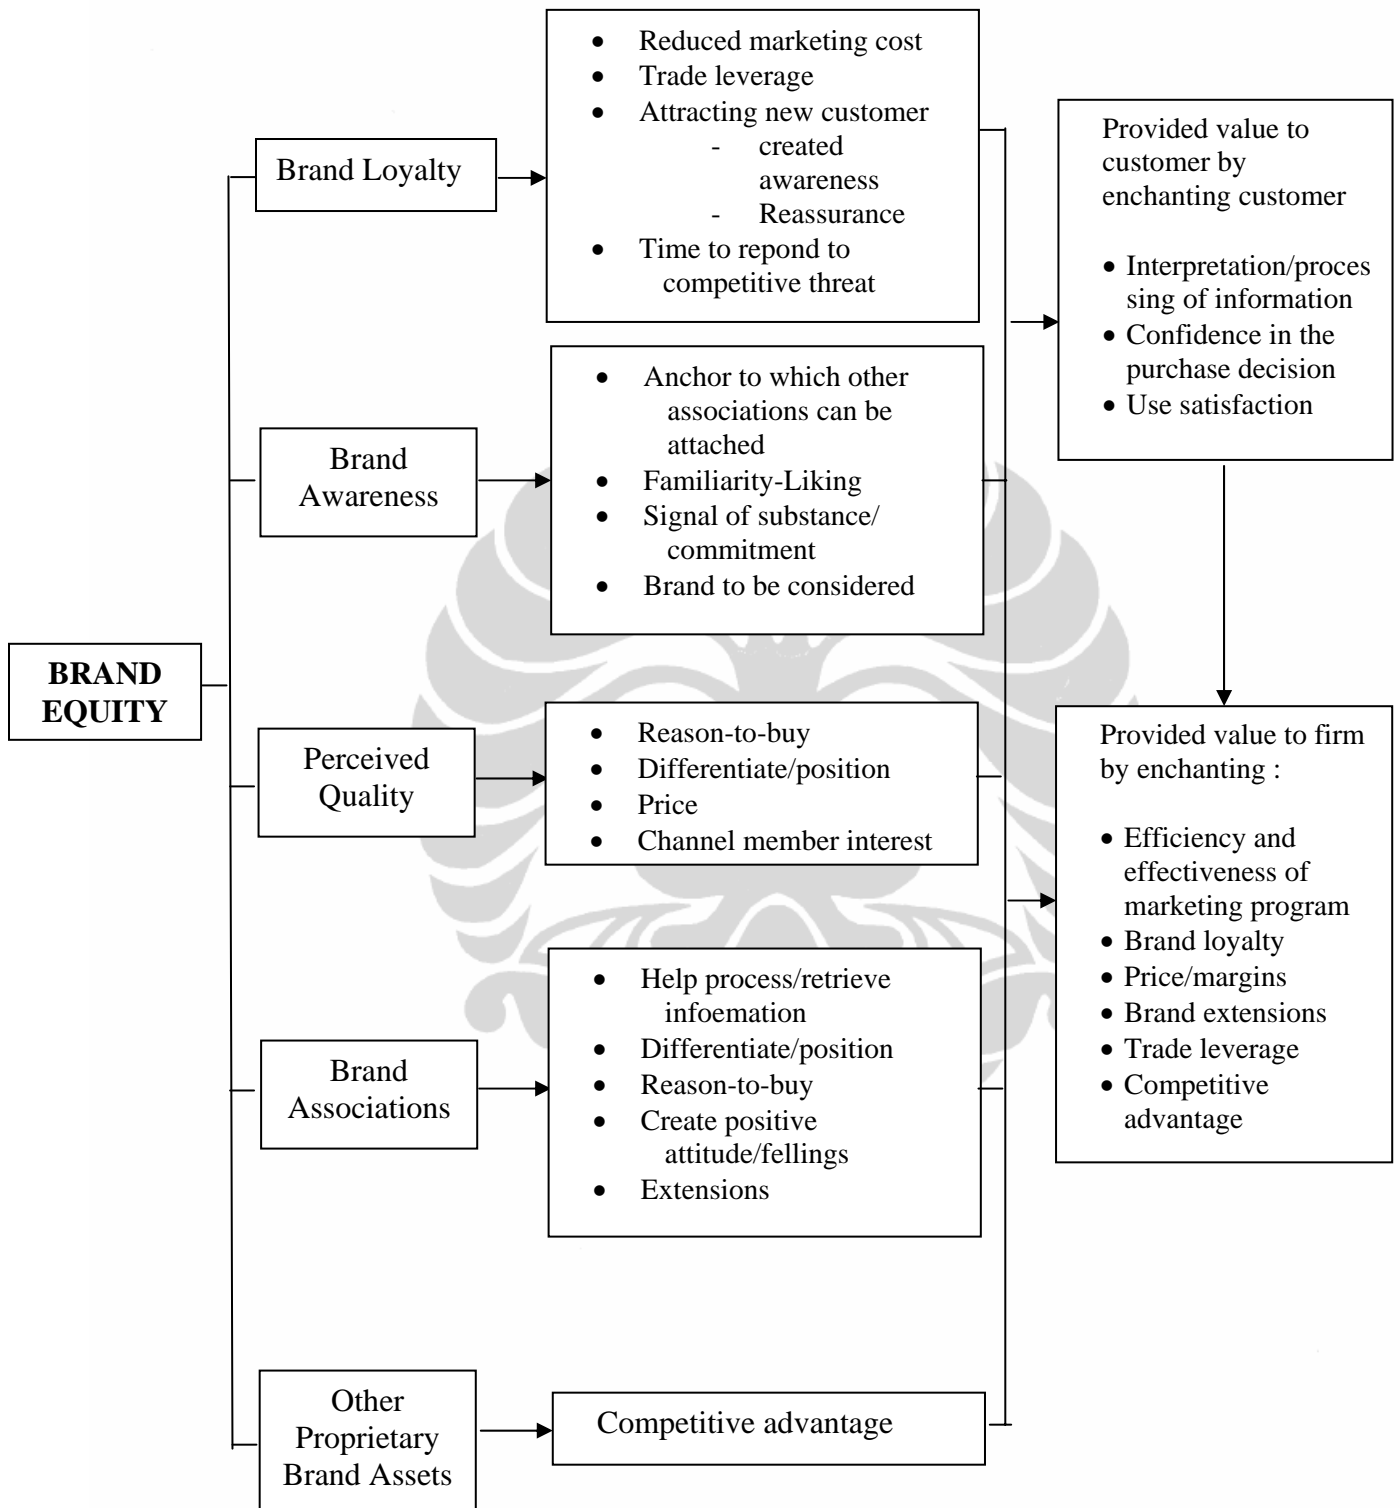 BRAND
EQUITY
Brand Loyalty
• Reduced marketing cost
• Trade leverage
• Attracting new customer
- created
awareness
- Reassurance
• Time to repond to
competitive threat
Brand
Awareness
• Anchor to which other
associations can be
attached
• Familiarity-Liking
• Signal of substance/
commitment
• Brand to be considered
Perceived
Quality
• Reason-to-buy
• Differentiate/position
• Price
• Channel member interest
Brand
Associations
• Help process/retrieve
infoemation
• Differentiate/position
• Reason-to-buy
• Create positive
attitude/fellings
• Extensions
Other
Proprietary
Brand Assets
Competitive advantage
Provided value to
customer by
enchanting customer
• Interpretation/proces
sing of information
• Confidence in the
purchase decision
• Use satisfaction
Provided value to firm
by enchanting :
• Efficiency and
effectiveness of
marketing program
• Brand loyalty
• Price/margins
• Brand extensions
• Trade leverage
• Competitive
advantage